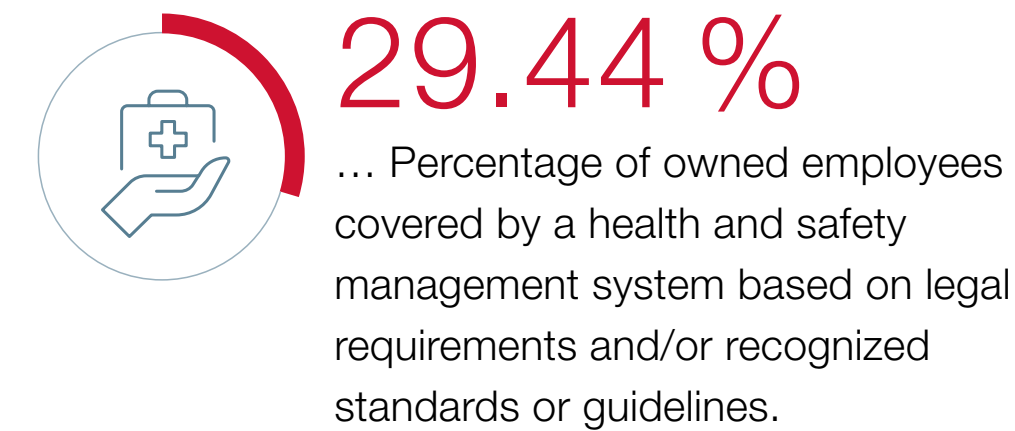 29.44 %
… Percentage of owned employees
covered by a health and safety
management system based on legal
requirements and/or recognized
standards or guidelines.